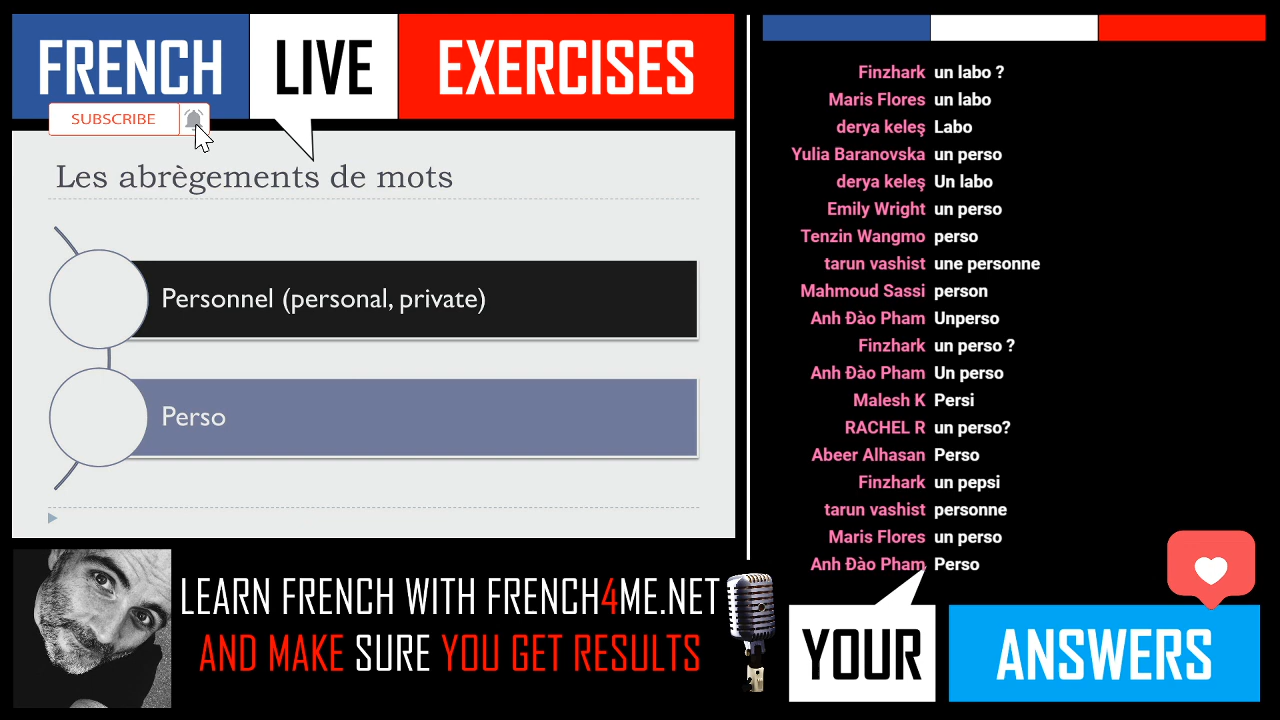 FRENCH LIVE EXERCISES
SUBSCRIBE
Les abrègements de mots
Personnel (personal, private)
Perso
LEARN FRENCH WITH FRENCH4ME.NET
AND MAKE SURE YOU GET RESULTS
Finzhark un labo ?
Maris Flores un labo
derya keleş Labo
Yulia Baranovska un perso
derya keleş Un labo
Emily Wright un perso
Tenzin Wangmo perso
tarun vashist une personne
Mahmoud Sassi person
Anh Đào Pham Unperso
Finzhark un perso ?
Anh Đào Pham Un perso
Malesh K Persi
RACHEL R un perso?
Abeer Alhasan Perso
Finzhark un pepsi
tarun vashist personne
Maris Flores un perso
Anh Đào Pham Perso
YOUR ANSWERS